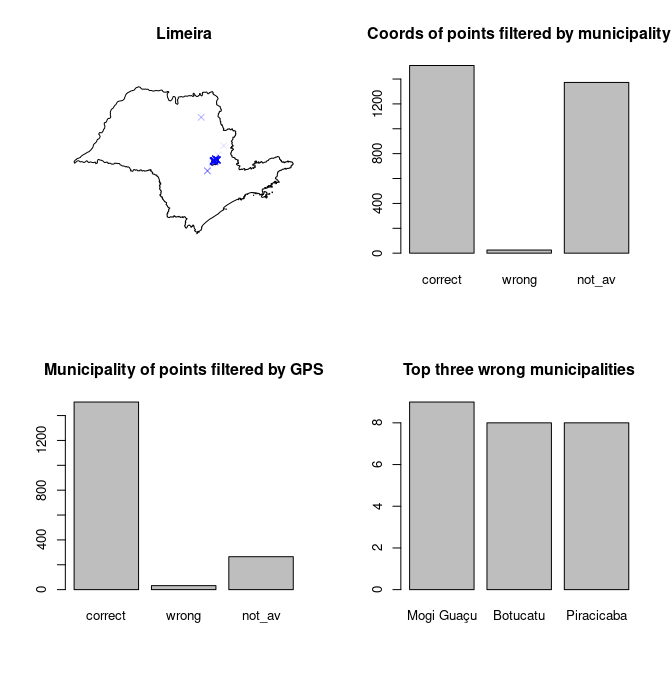 Limeira
Coords of points filtered by municipality
1200
800
400
0
correct wrong not_av
Municipality of points filtered by GPS
1200
800
400
0
correct wrong not_av
Top three wrong municipalities
8
6
4
2
0
Mogi Guaçu Botucatu Piracicaba